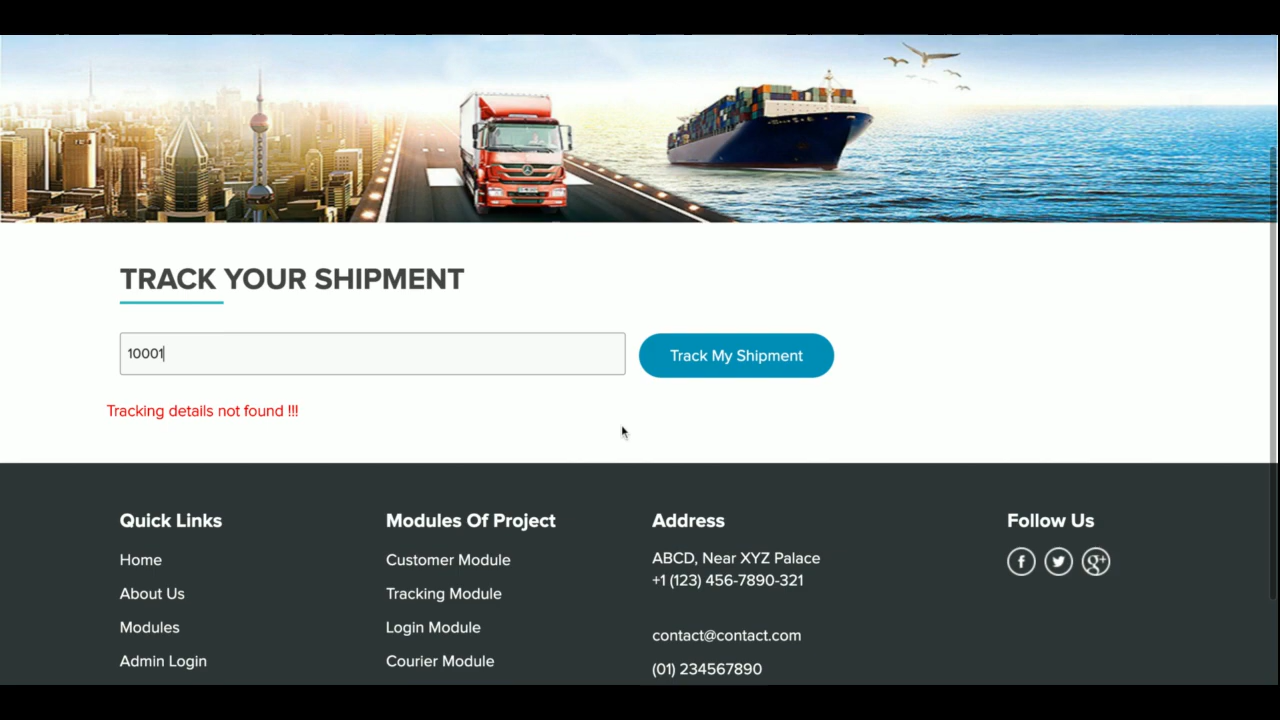 TRACK YOUR SHIPMENT
10001
Track My Shipment
Tracking details not found !!!
Quick Links
Home
About Us
Modules
Admin Login
Modules Of Project
Customer Module
Tracking Module
Login Module
Courier Module
Address
ABCD, Near XYZ Palace
+1 (123) 456-7890-321
contact@contact.com
(01) 234567890
Follow Us